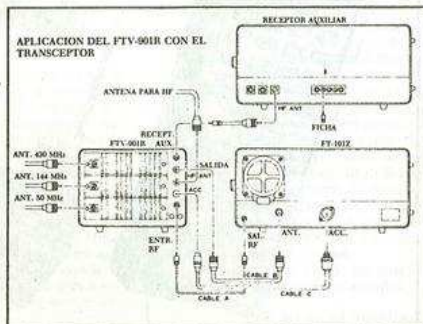 APLICACION DEL FTV-901R CON EL
TRANSCEPTOR
RECEPTOR AUXILIAR
ANTENA PARA HF
HF ANT
FICHA
RECEPT.
FTV-901R AUX.
FT-101Z
ANT. 430 MHz
SALIDA
HF ANT
ANT. 144 MHz
ACC
ANT. 50 MHz
ENTR.
RF
SAL.
RF
ANT.
ACC.
CABLE B
CABLE A
CABLE C